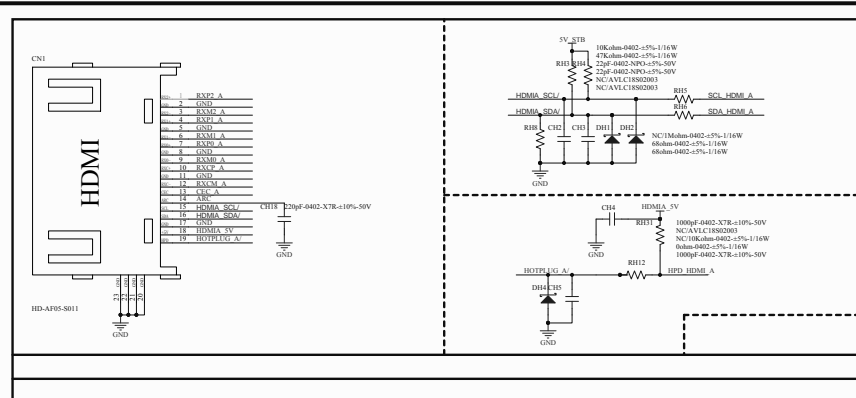 CN1
HDMI
1 RXP2_A
2 GND
3 RXM2_A
4 RXP1_A
5 GND
6 RXM1_A
7 RXP0_A
8 GND
9 RXM0_A
10 RXCP_A
11 GND
12 RXCM_A
13 CEC_A
14 ARC
15 HDMIA_SCL/
16 HDMIA_SDA/
17 GND
18 HDMIA_5V
19 HOTPLUG_A/
CH18 220pF-0402-X7R-±10%-50V
GND
23 22 21 20
HD-AF05-S011
GND
5V_STB
10Kohm-0402-±5%-1/16W
47Kohm-0402-±5%-1/16W
22pF-0402-NPO-±5%-50V
22pF-0402-NPO-±5%-50V
NC/AVLC18S02003
NC/AVLC18S02003
RH3 RH4
HDMIA_SCL/
RH5
SCL_HDMI_A
HDMIA_SDA/
RH6
SDA_HDMI_A
RH8 CH2 CH3 DH1 DH2
NC/1Mohm-0402-±5%-1/16W
68ohm-0402-±5%-1/16W
68ohm-0402-±5%-1/16W
GND
CH4
HDMIA_5V
RH31
1000pF-0402-X7R-±10%-50V
NC/AVLC18S02003
NC/10Kohm-0402-±5%-1/16W
0ohm-0402-±5%-1/16W
1000pF-0402-X7R-±10%-50V
GND
RH12
HOTPLUG_A/
HPD_HDMI_A
DH4 CH5
GND